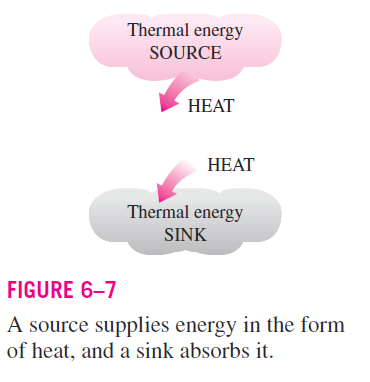 Thermal energy
SOURCE
HEAT
HEAT
Thermal energy
SINK
FIGURE 6–7
A source supplies energy in the form
of heat, and a sink absorbs it.